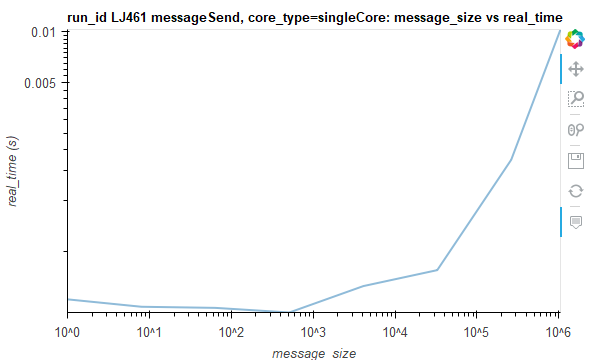 run_id LJ461 messageSend, core_type=singleCore: message_size vs real_time
0.01
0.005
real_time (s)
10^0 10^1 10^2 10^3 10^4 10^5 10^6
message_size